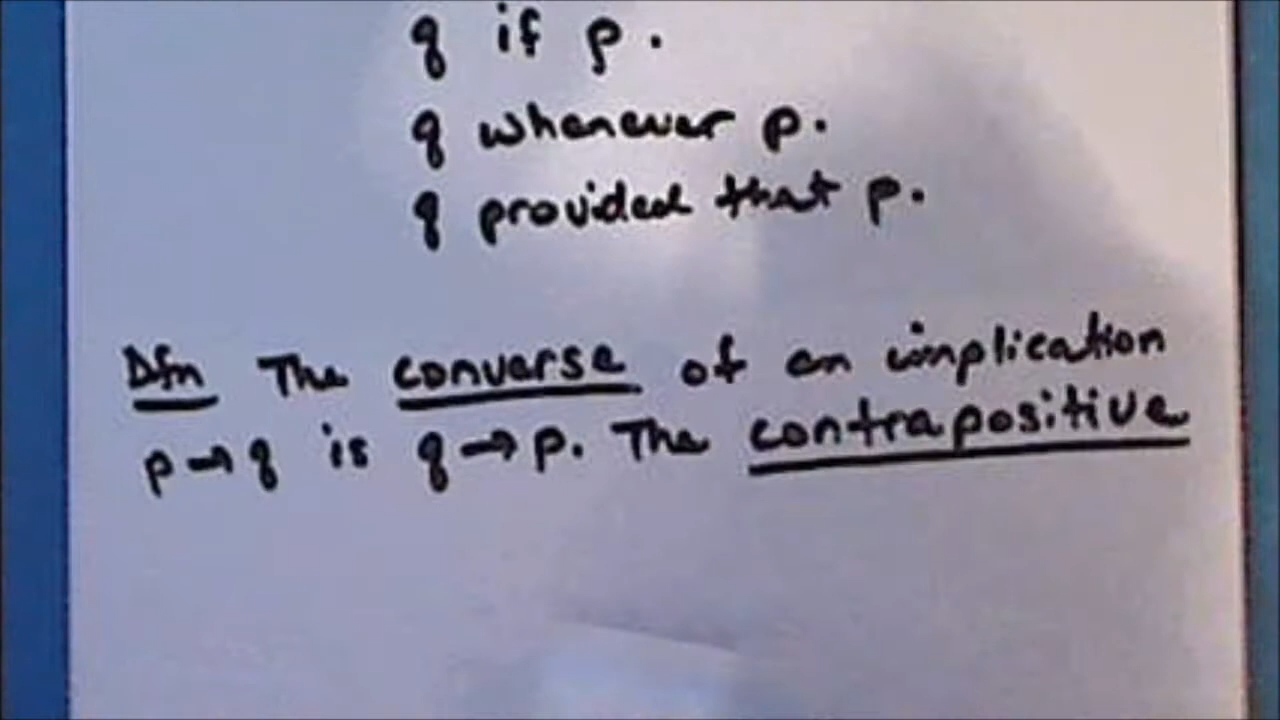 q if p.
q whenever p.
q provided that p.
Dfn The converse of an implication
p→q is q→p. The contrapositive